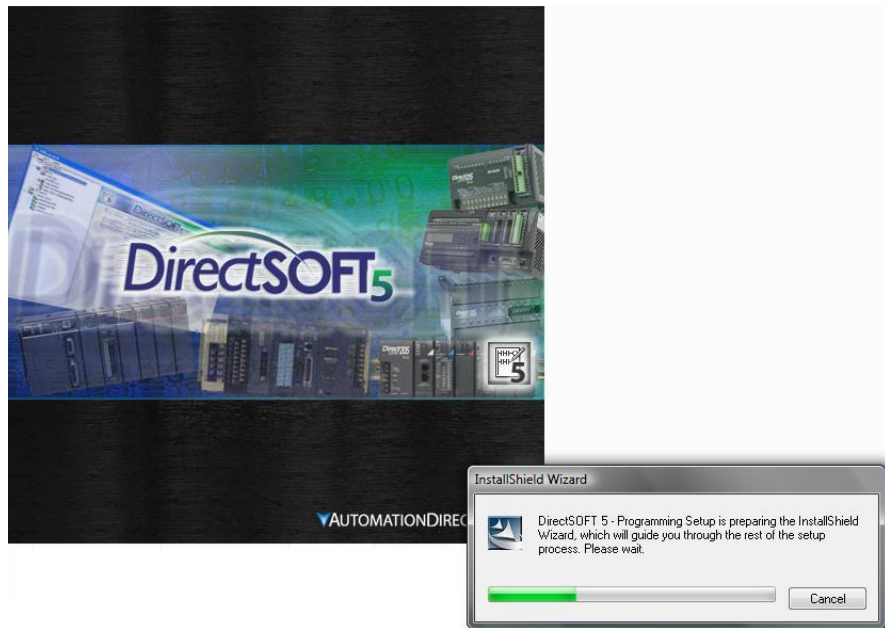 DirectSOFT5
5
AUTOMATIONDIREC
InstallShield Wizard
DirectSOFT 5 - Programming Setup is preparing the InstallShield
Wizard, which will guide you through the rest of the setup
process. Please wait.
Cancel